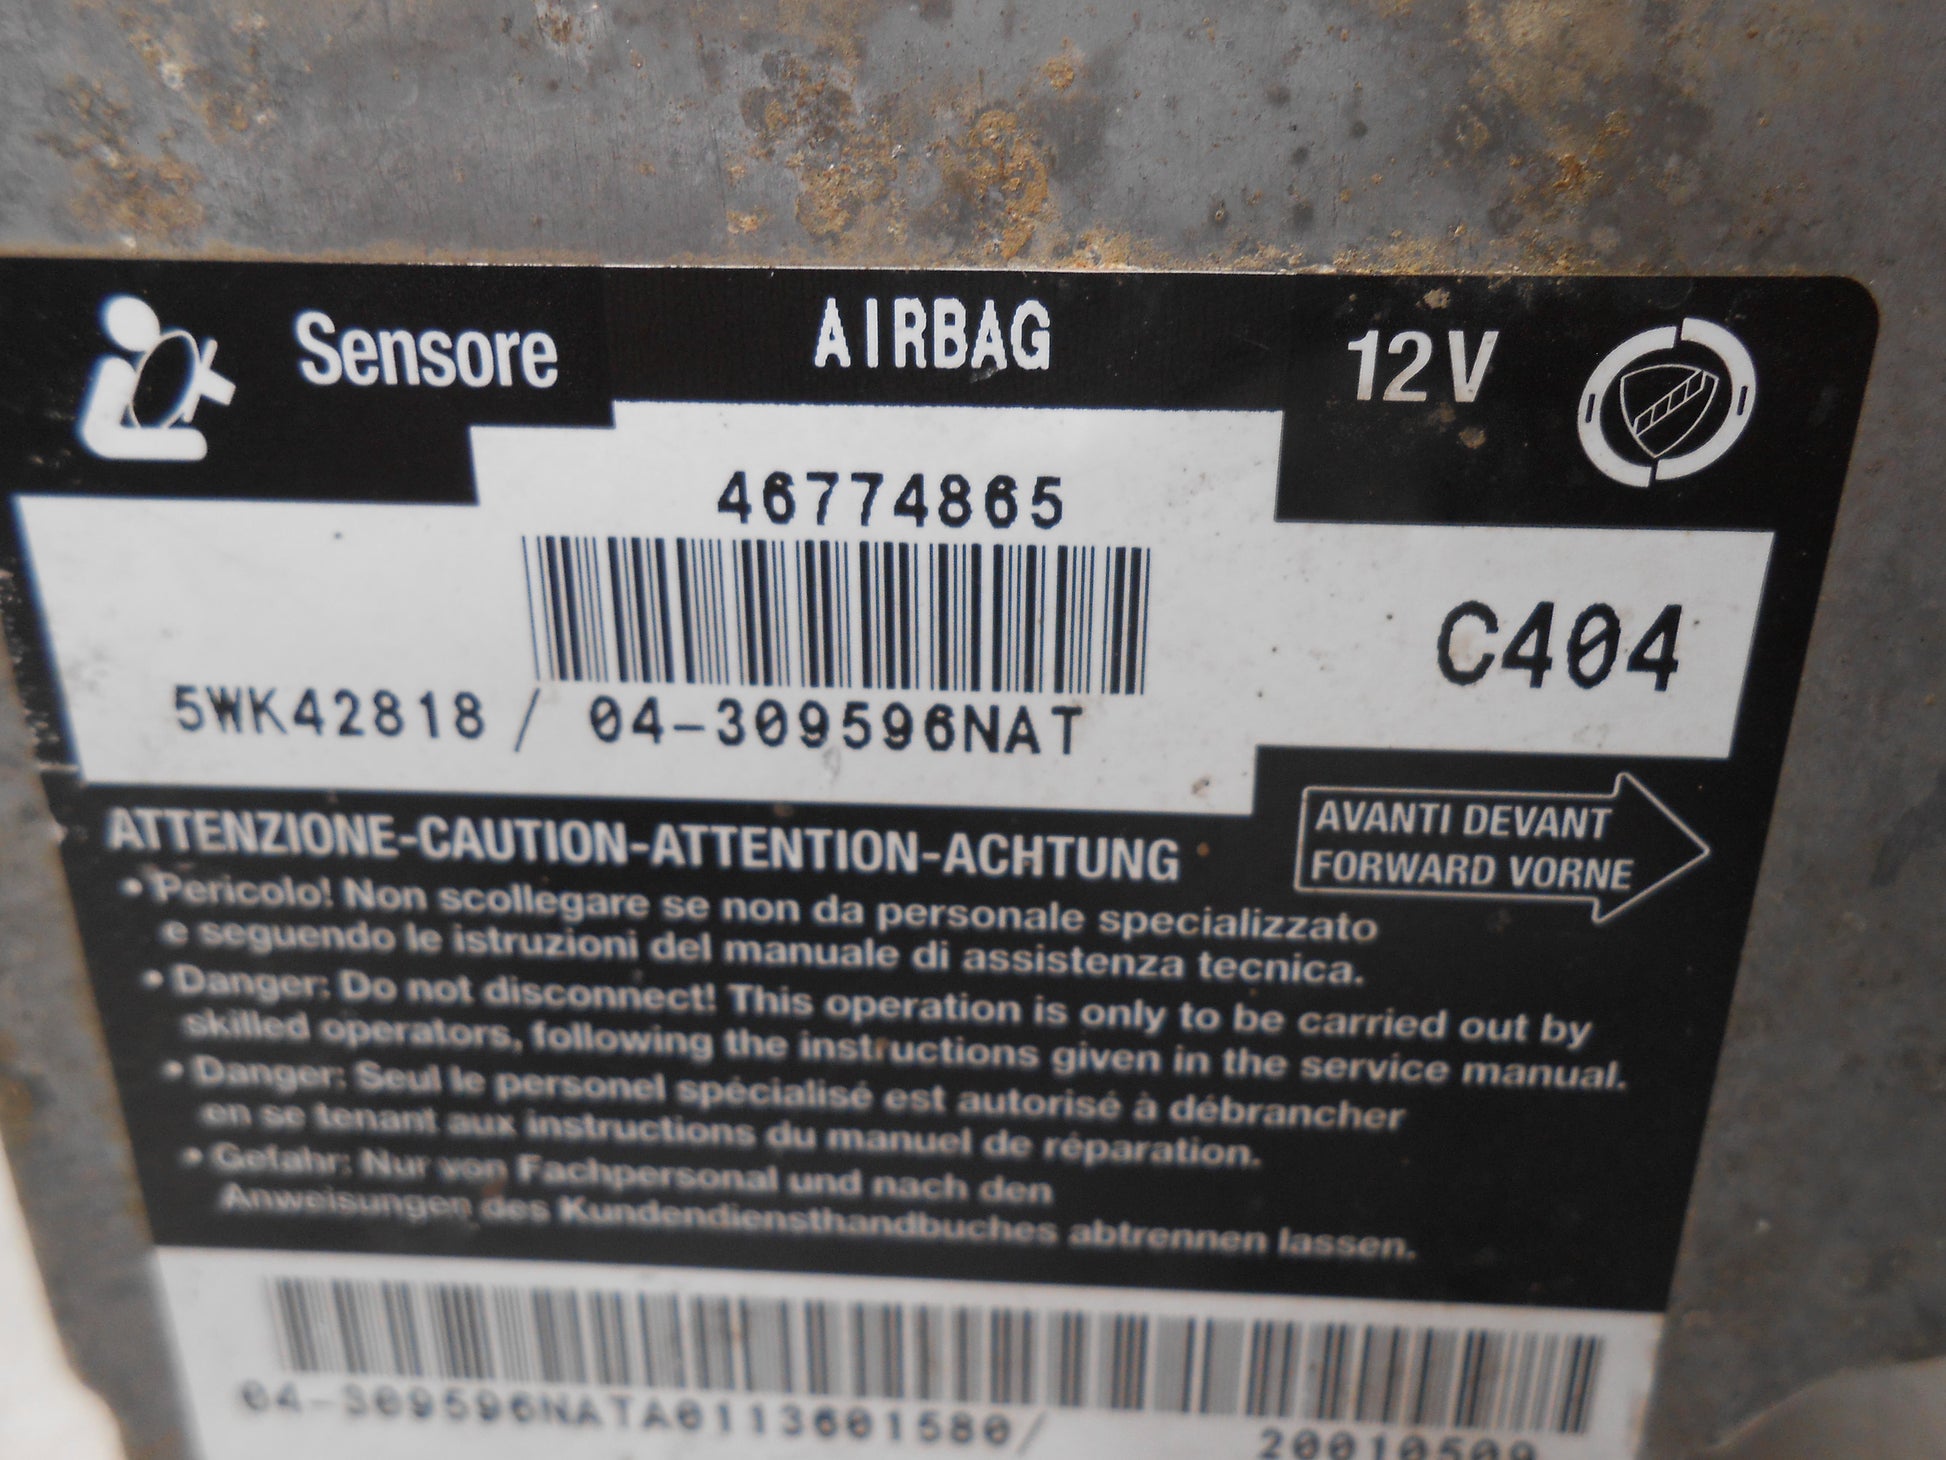 Sensore AIRBAG 12V
46774865
C404
5WK42818 / 04-309596NAT
ATTENZIONE-CAUTION-ATTENTION-ACHTUNG
AVANTI DEVANT
FORWARD VORNE
• Pericolo! Non scollegare se non da personale specializzato
e seguendo le istruzioni del manuale di assistenza tecnica.
• Danger: Do not disconnect! This operation is only to be carried out by
skilled operators, following the instructions given in the service manual.
• Danger: Seul le personel spécialisé est autorisé à débrancher
en se tenant aux instructions du manuel de réparation.
• Gefahr: Nur von Fachpersonal und nach den
Anweisungen des Kundendiensthandbuches abtrennen lassen.
04-309596NATA0113601580/ 20010509